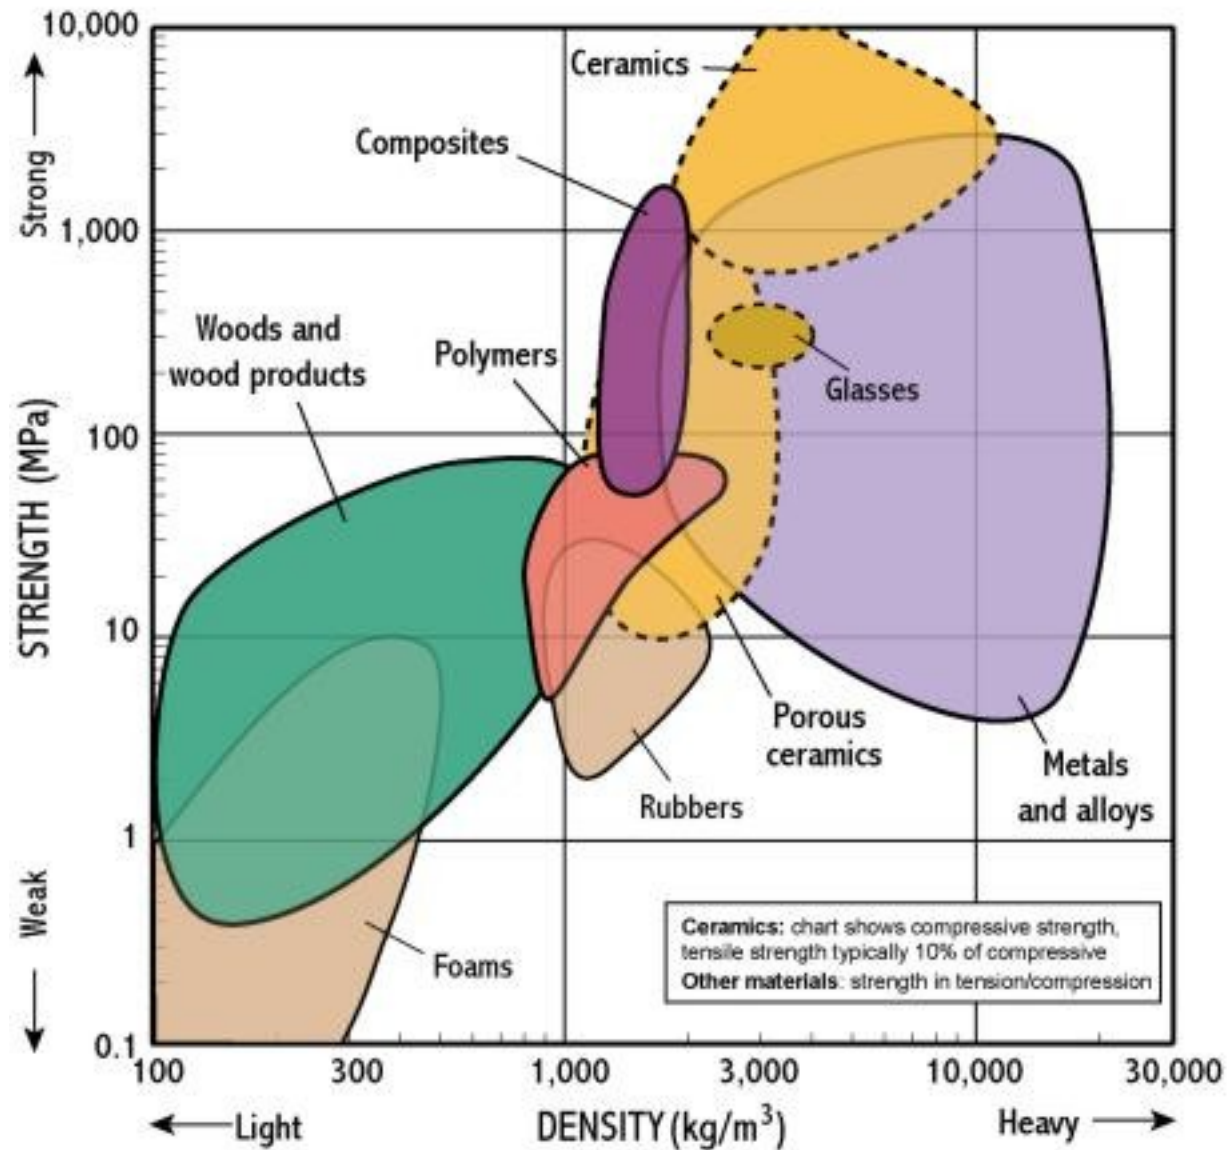 10,000
Ceramics
Composites
Strong
1,000
Woods and
wood products
Polymers
Glasses
STRENGTH (MPa)
100
10
Porous
ceramics
Metals
and alloys
Rubbers
1
Weak
Foams
Ceramics: chart shows compressive strength,
tensile strength typically 10% of compressive
Other materials: strength in tension/compression
0.1
100 300 1,000 3,000 10,000 30,000
Light DENSITY (kg/m³) Heavy